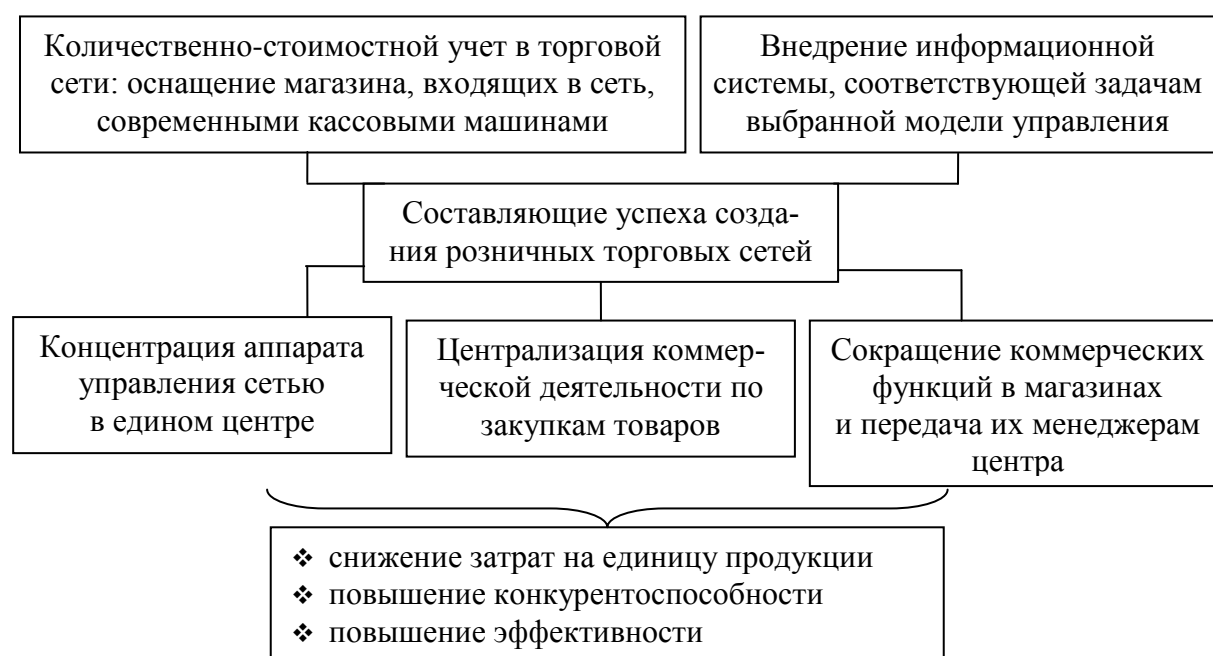 Количественно-стоимостной учет в торговой
сети: оснащение магазина, входящих в сеть,
современными кассовыми машинами
Внедрение информационной
системы, соответствующей задачам
выбранной модели управления
Составляющие успеха созда-
ния розничных торговых сетей
Концентрация аппарата
управления сетью
в едином центре
Централизация коммер-
ческой деятельности по
закупкам товаров
Сокращение коммерческих
функций в магазинах
и передача их менеджерам
центра
❖ снижение затрат на единицу продукции
❖ повышение конкурентоспособности
❖ повышение эффективности